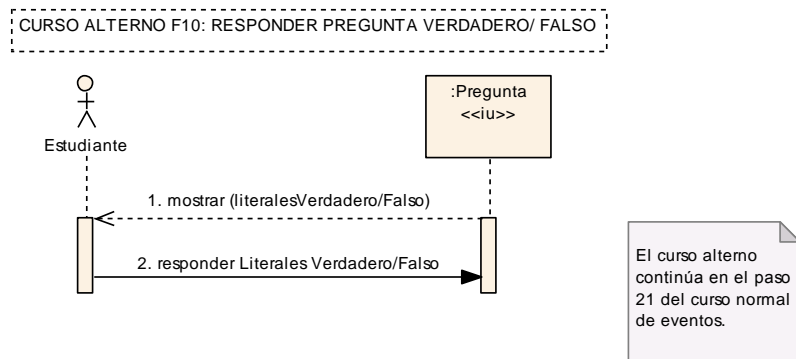 CURSO ALTERNO F10: RESPONDER PREGUNTA VERDADERO/ FALSO
:Pregunta
<<iu>>
Estudiante
1. mostrar (literalesVerdadero/Falso)
2. responder Literales Verdadero/Falso
El curso alterno
continúa en el paso
21 del curso normal
de eventos.